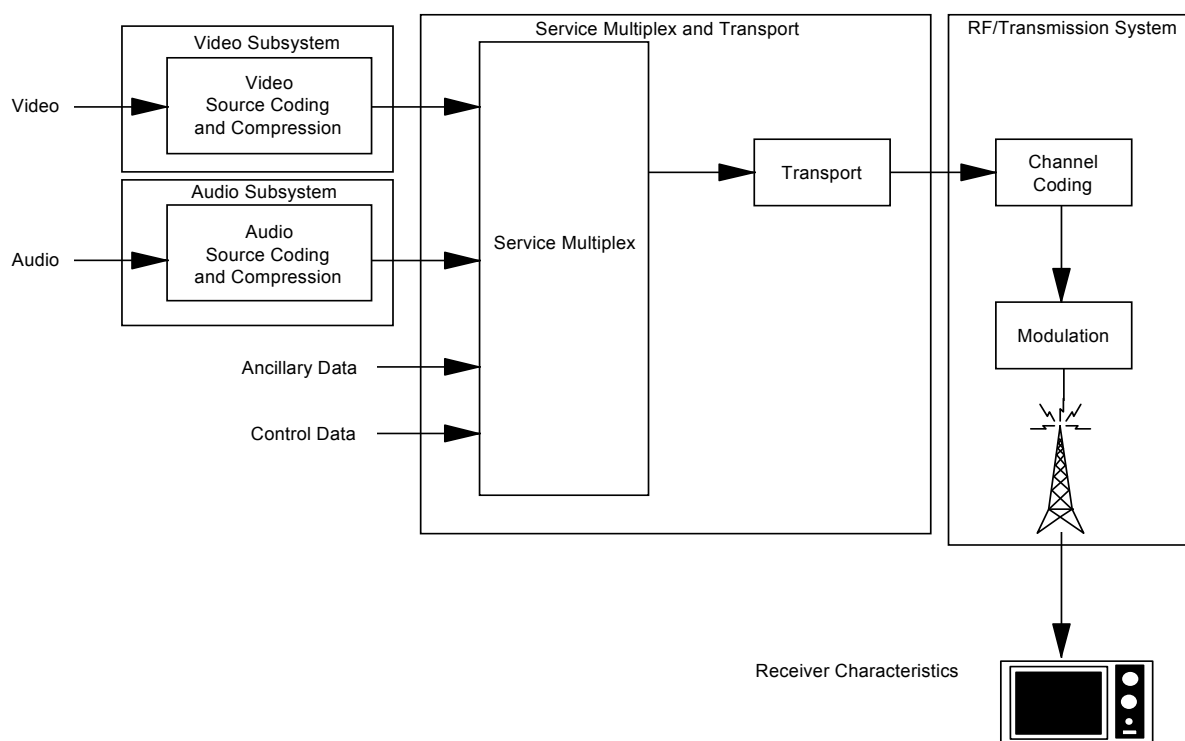 Video Subsystem
Video
Source Coding
and Compression
Video
Audio Subsystem
Audio
Source Coding
and Compression
Audio
Ancillary Data
Control Data
Service Multiplex and Transport
Service Multiplex
Transport
RF/Transmission System
Channel
Coding
Modulation
Receiver Characteristics